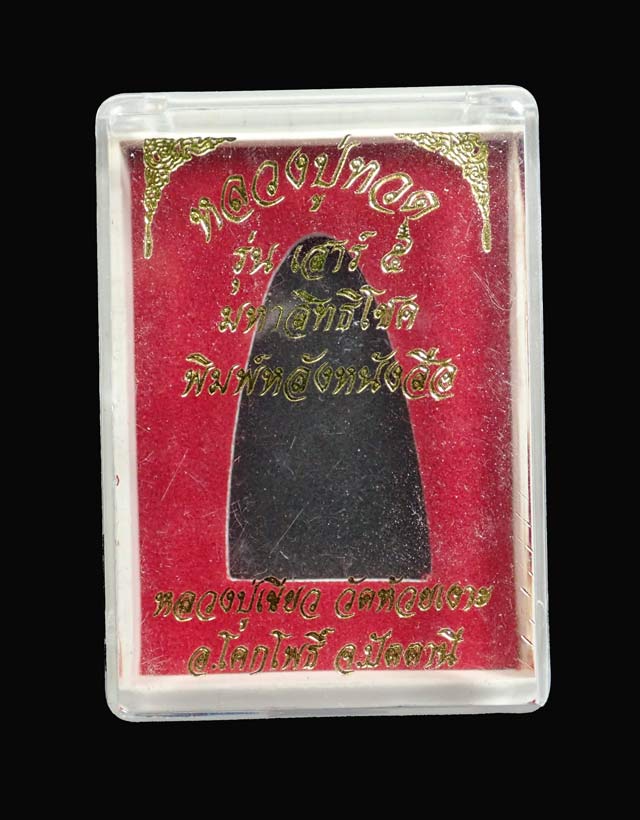 หลวงปู่ทวด
รุ่น เสาร์ ๕
มหาสิทธิโชค
พิมพ์หลังหนังสือ
หลวงปู่เขียว วัดห้วยเงาะ
อ.โคกโพธิ์ จ.ปัตตานี